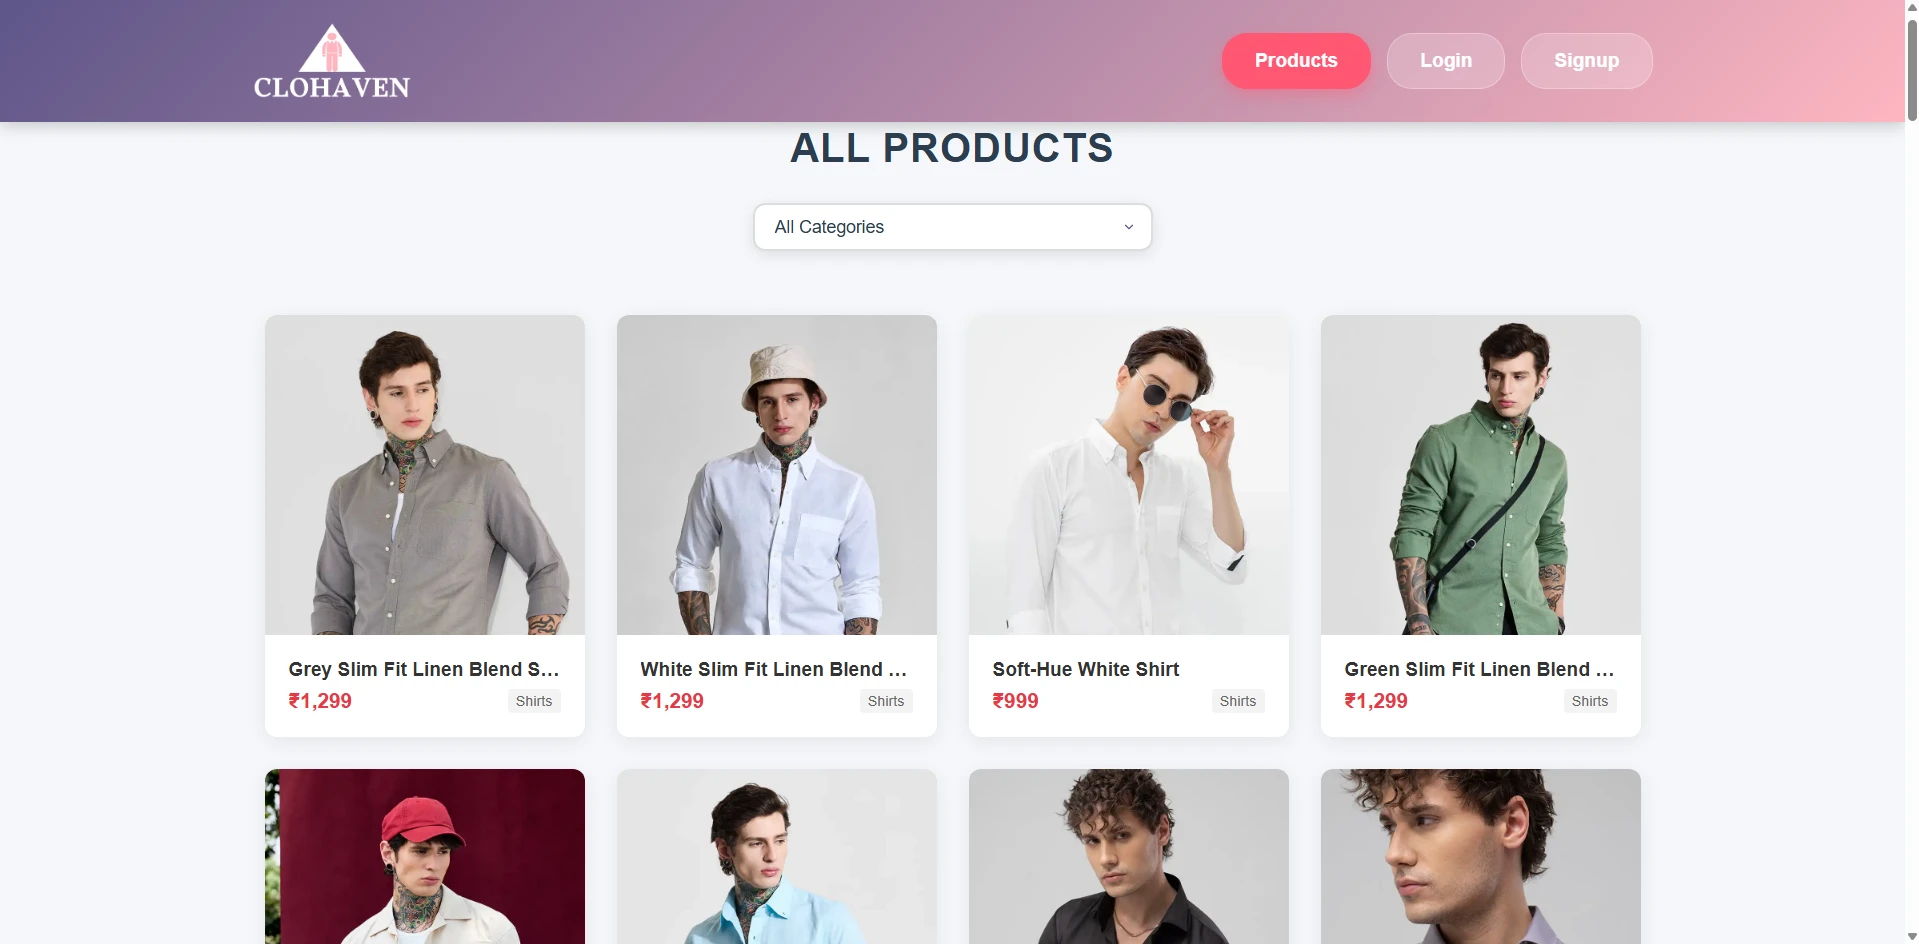 CLOHAVEN
Products
Login
Signup
ALL PRODUCTS
All Categories
Grey Slim Fit Linen Blend S...
₹1,299
Shirts
White Slim Fit Linen Blend ...
₹1,299
Shirts
Soft-Hue White Shirt
₹999
Shirts
Green Slim Fit Linen Blend ...
₹1,299
Shirts